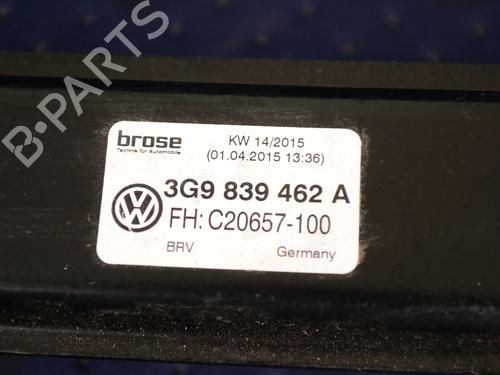 B-PARTS
brose
Technik für Automobile
KW 14/2015
(01.04.2015 13:36)
3G9 839 462 A
FH: C20657-100
BRV
Germany